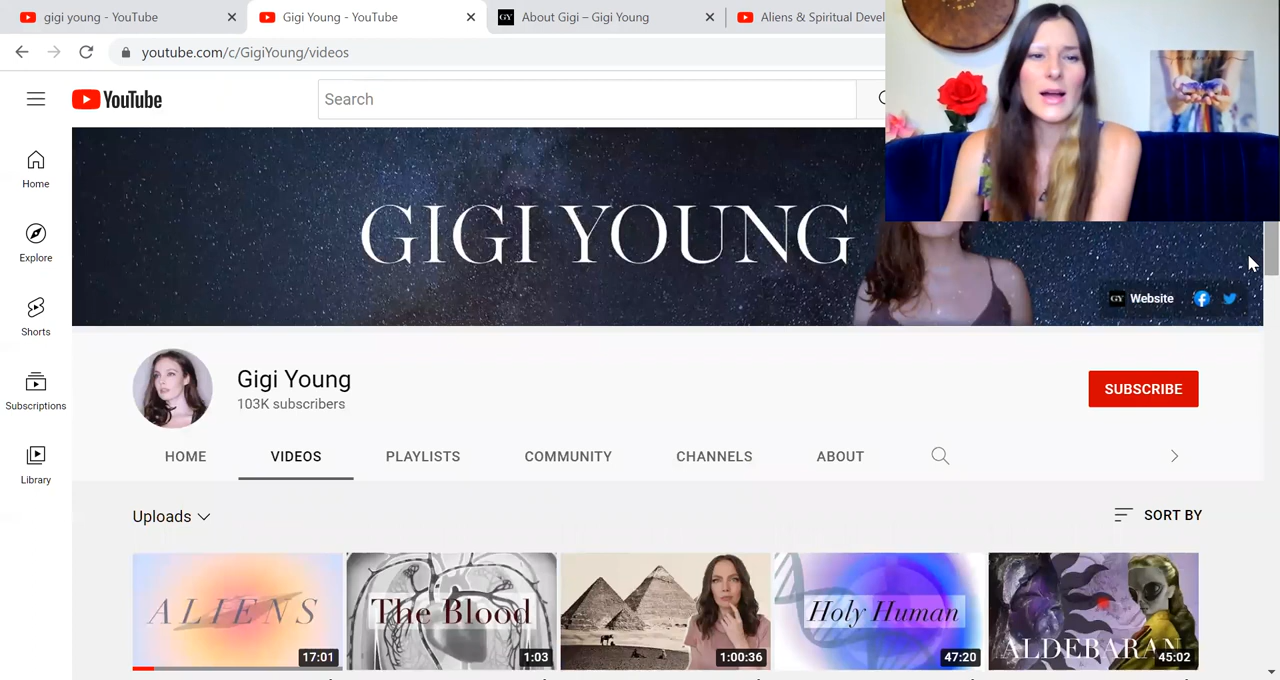 gigi young - YouTube
Gigi Young - YouTube
GY
About Gigi – Gigi Young
Aliens & Spiritual Devel
youtube.com/c/GigiYoung/videos
YouTube
Search
Home
Explore
Shorts
Subscriptions
Library
GIGI YOUNG
GY Website
Gigi Young
103K subscribers
SUBSCRIBE
HOME VIDEOS PLAYLISTS COMMUNITY CHANNELS ABOUT
Uploads
SORT BY
ALIENS
17:01
The Blood
1:03
1:00:36
Holy Human
47:20
ALDEBARAN
45:02